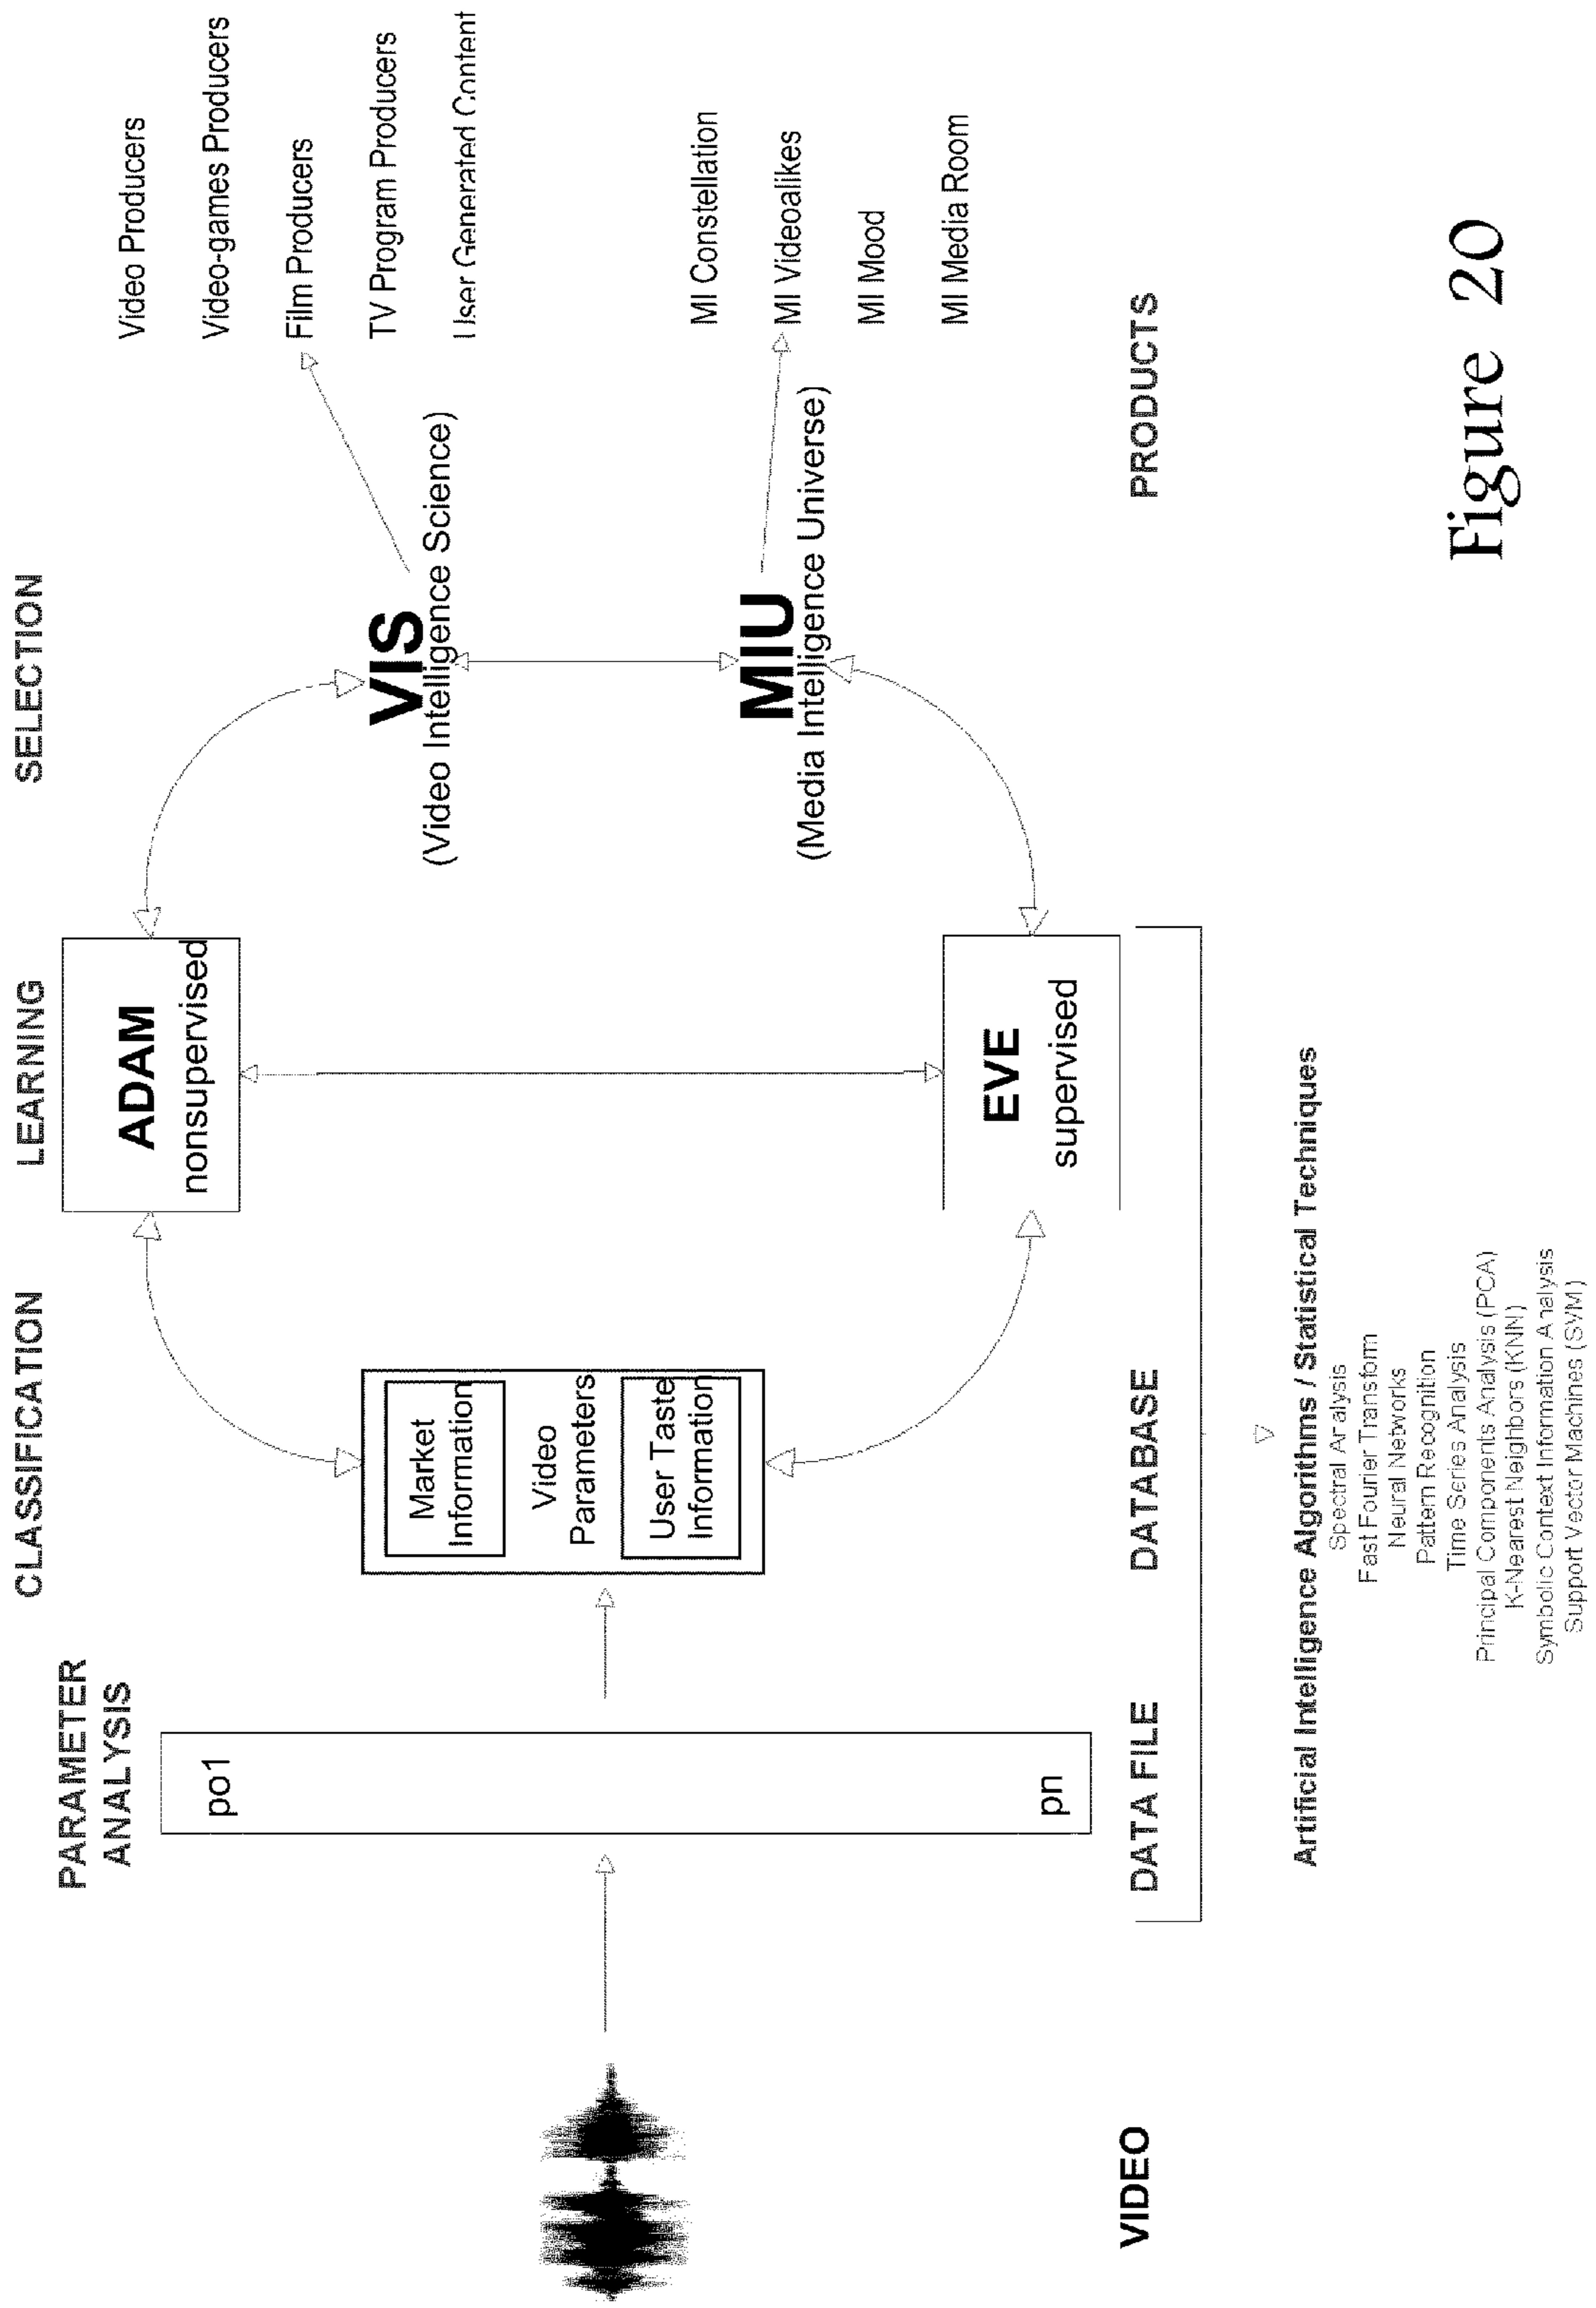 PARAMETER
ANALYSIS
CLASSIFICATION
LEARNING
SELECTION
po1
pn
Market
Information
Video
Parameters
User Taste
Information
ADAM
nonsupervised
EVE
supervised
VIS
(Video Intelligence Science)
MIU
(Media Intelligence Universe)
Video Producers
Video-games Producers
Film Producers
TV Program Producers
User Generated Content
MI Constellation
MI Videoalikes
MI Mood
MI Media Room
VIDEO
DATA FILE
DATABASE
PRODUCTS
Artificial Intelligence Algorithms / Statistical Techniques
Spectral Analysis
Fast Fourier Transform
Neural Networks
Pattern Recognition
Time Series Analysis
Principal Components Analysis (PCA)
K-Nearest Neighbors (KNN)
Symbolic Context Information Analysis
Support Vector Machines (SVM)
Figure 20